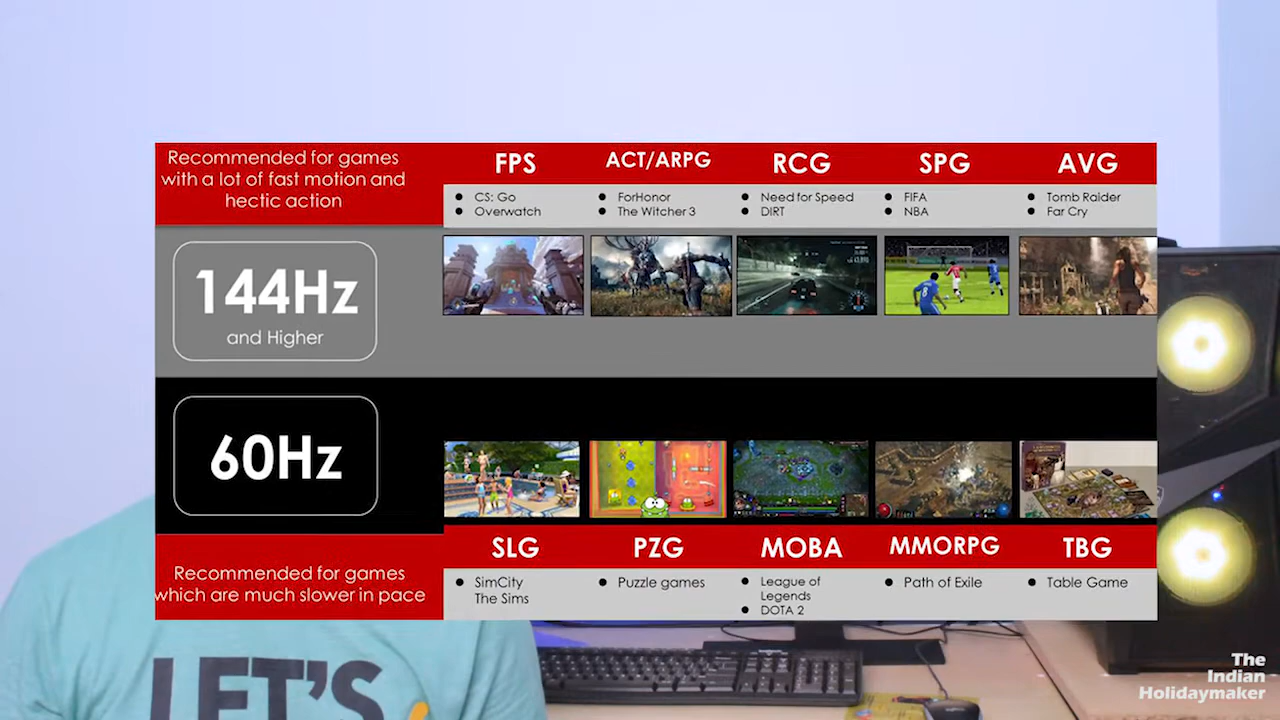 Recommended for games
with a lot of fast motion and
hectic action
FPS
ACT/ARPG
RCG
SPG
AVG
CS: Go
Overwatch
ForHonor
The Witcher 3
Need for Speed
DIRT
FIFA
NBA
Tomb Raider
Far Cry
144Hz
and Higher
60Hz
Recommended for games
which are much slower in pace
SLG
PZG
MOBA
MMORPG
TBG
SimCity
The Sims
Puzzle games
League of
Legends
DOTA 2
Path of Exile
Table Game
LET'S
The
Indian
Holidaymaker